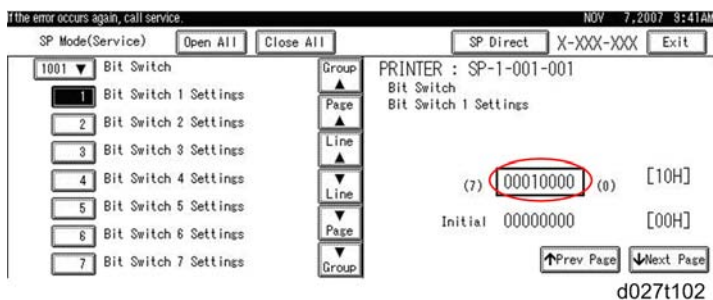 If the error occurs again, call service.
NOV 7,2007 9:41AM
SP Mode(Service) Open All Close All SP Direct X-XXX-XXX Exit
1001 ▼ Bit Switch
1 Bit Switch 1 Settings
2 Bit Switch 2 Settings
3 Bit Switch 3 Settings
4 Bit Switch 4 Settings
5 Bit Switch 5 Settings
6 Bit Switch 6 Settings
7 Bit Switch 7 Settings
Group
▲
Page
▲
Line
▲
▼
Line
▼
Page
▼
Group
PRINTER : SP-1-001-001
Bit Switch
Bit Switch 1 Settings
(7) 00010000 (0) [10H]
Initial 00000000 [00H]
↑Prev Page ↓Next Page
d027t102